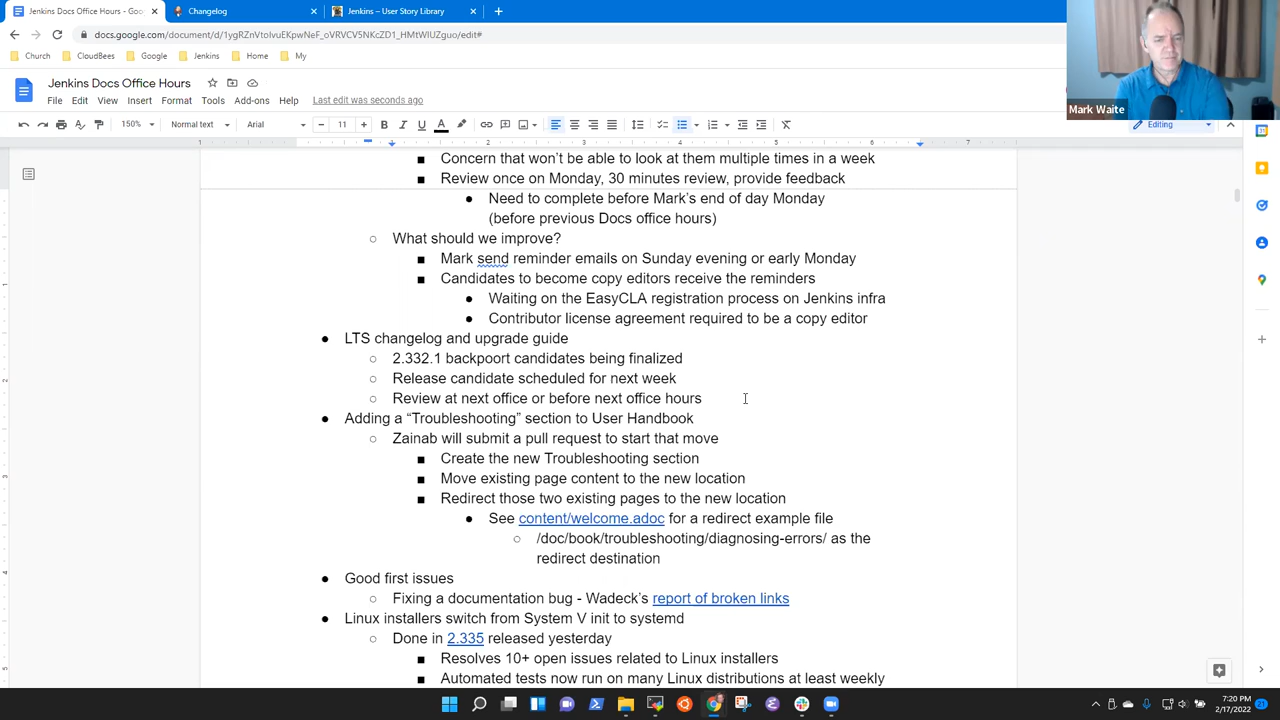 Jenkins Docs Office Hours - Goo
Changelog
Jenkins – User Story Library
docs.google.com/document/d/1ygRZnVtoIvuEKpwNeF_oVRVCV5NKcZD1_HMtWIUZguo/edit#
Church
CloudBees
Google
Jenkins
Home
My
Jenkins Docs Office Hours
File Edit View Insert Format Tools Add-ons Help Last edit was seconds ago
Mark Waite
150% Normal text Arial 11 Editing
1 2 3 4 5 6 7
Concern that won't be able to look at them multiple times in a week
Review once on Monday, 30 minutes review, provide feedback
Need to complete before Mark's end of day Monday
(before previous Docs office hours)
What should we improve?
Mark send reminder emails on Sunday evening or early Monday
Candidates to become copy editors receive the reminders
Waiting on the EasyCLA registration process on Jenkins infra
Contributor license agreement required to be a copy editor
LTS changelog and upgrade guide
2.332.1 backpoort candidates being finalized
Release candidate scheduled for next week
Review at next office or before next office hours
Adding a “Troubleshooting” section to User Handbook
Zainab will submit a pull request to start that move
Create the new Troubleshooting section
Move existing page content to the new location
Redirect those two existing pages to the new location
See content/welcome.adoc for a redirect example file
/doc/book/troubleshooting/diagnosing-errors/ as the
redirect destination
Good first issues
Fixing a documentation bug - Wadeck's report of broken links
Linux installers switch from System V init to systemd
Done in 2.335 released yesterday
Resolves 10+ open issues related to Linux installers
Automated tests now run on many Linux distributions at least weekly
7:20 PM
2/17/2022